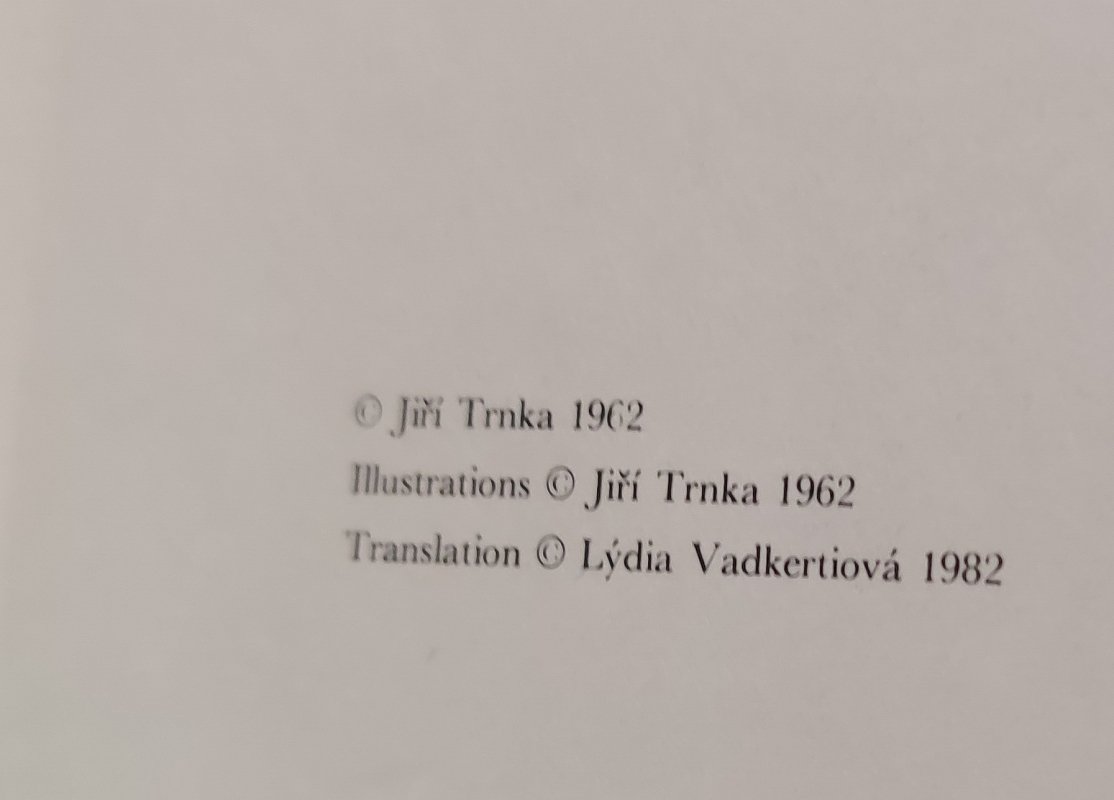 © Jiří Trnka 1962
Illustrations © Jiří Trnka 1962
Translation © Lýdia Vadkertiová 1982